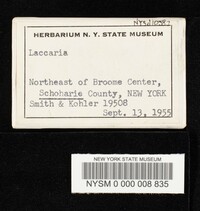 HERBARIUM N. Y. STATE MUSEUM
Laccaria
Northeast of Broome Center,
Schoharie County, NEW YORK
Smith & Kohler 19508
Sept. 13, 1955
NEW YORK STATE MUSEUM
NYSM 0 000 008 835